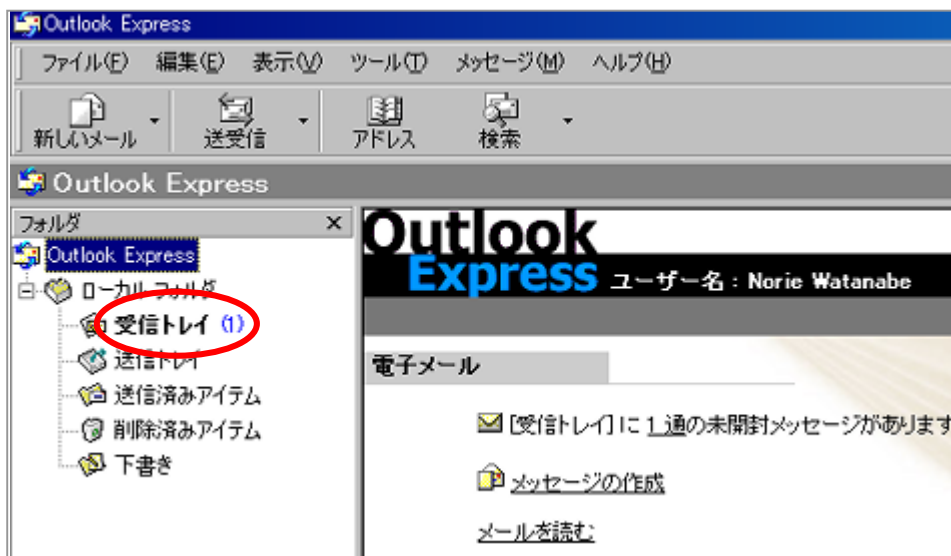 Outlook Express
ファイル(F) 編集(E) 表示(V) ツール(T) メッセージ(M) ヘルプ(H)
新しいメール 送受信 アドレス 検索
Outlook Express
フォルダ ×
Outlook Express
ローカル フォルダ
受信トレイ (1)
送信トレイ
送信済みアイテム
削除済みアイテム
下書き
Outlook
Express ユーザー名 : Norie Watanabe
電子メール
[受信トレイ] に 1 通の未開封メッセージがあります
メッセージの作成
メールを読む